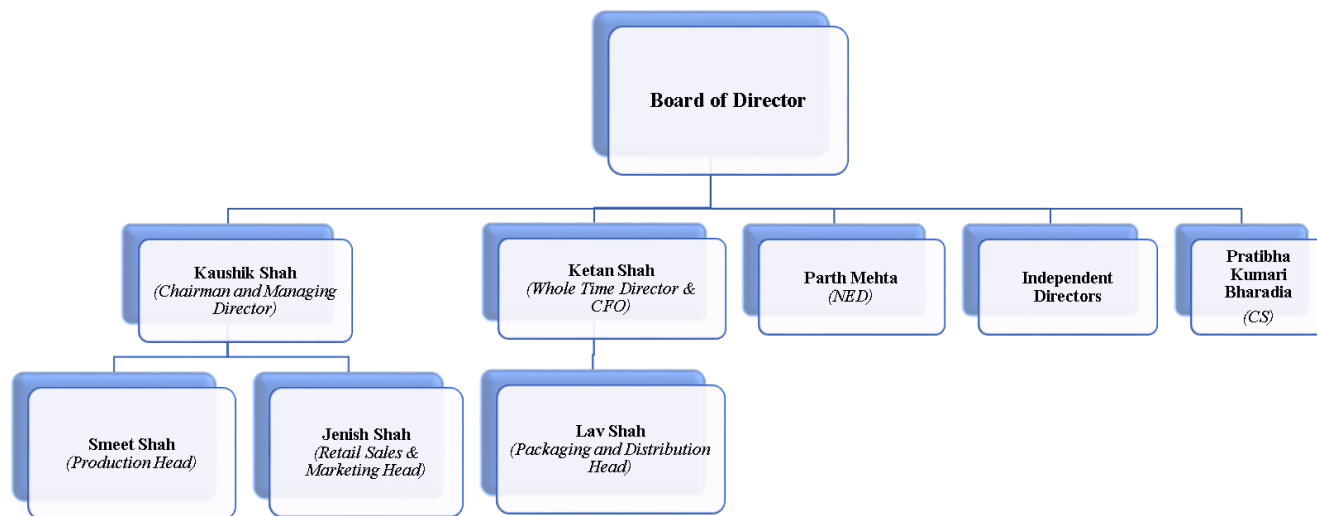 Board of Director
Kaushik Shah
(Chairman and Managing
Director)
Ketan Shah
(Whole Time Director &
CFO)
Parth Mehta
(NED)
Independent
Directors
Pratibha
Kumari
Bharadia
(CS)
Smeet Shah
(Production Head)
Jenish Shah
(Retail Sales &
Marketing Head)
Lav Shah
(Packaging and Distribution
Head)